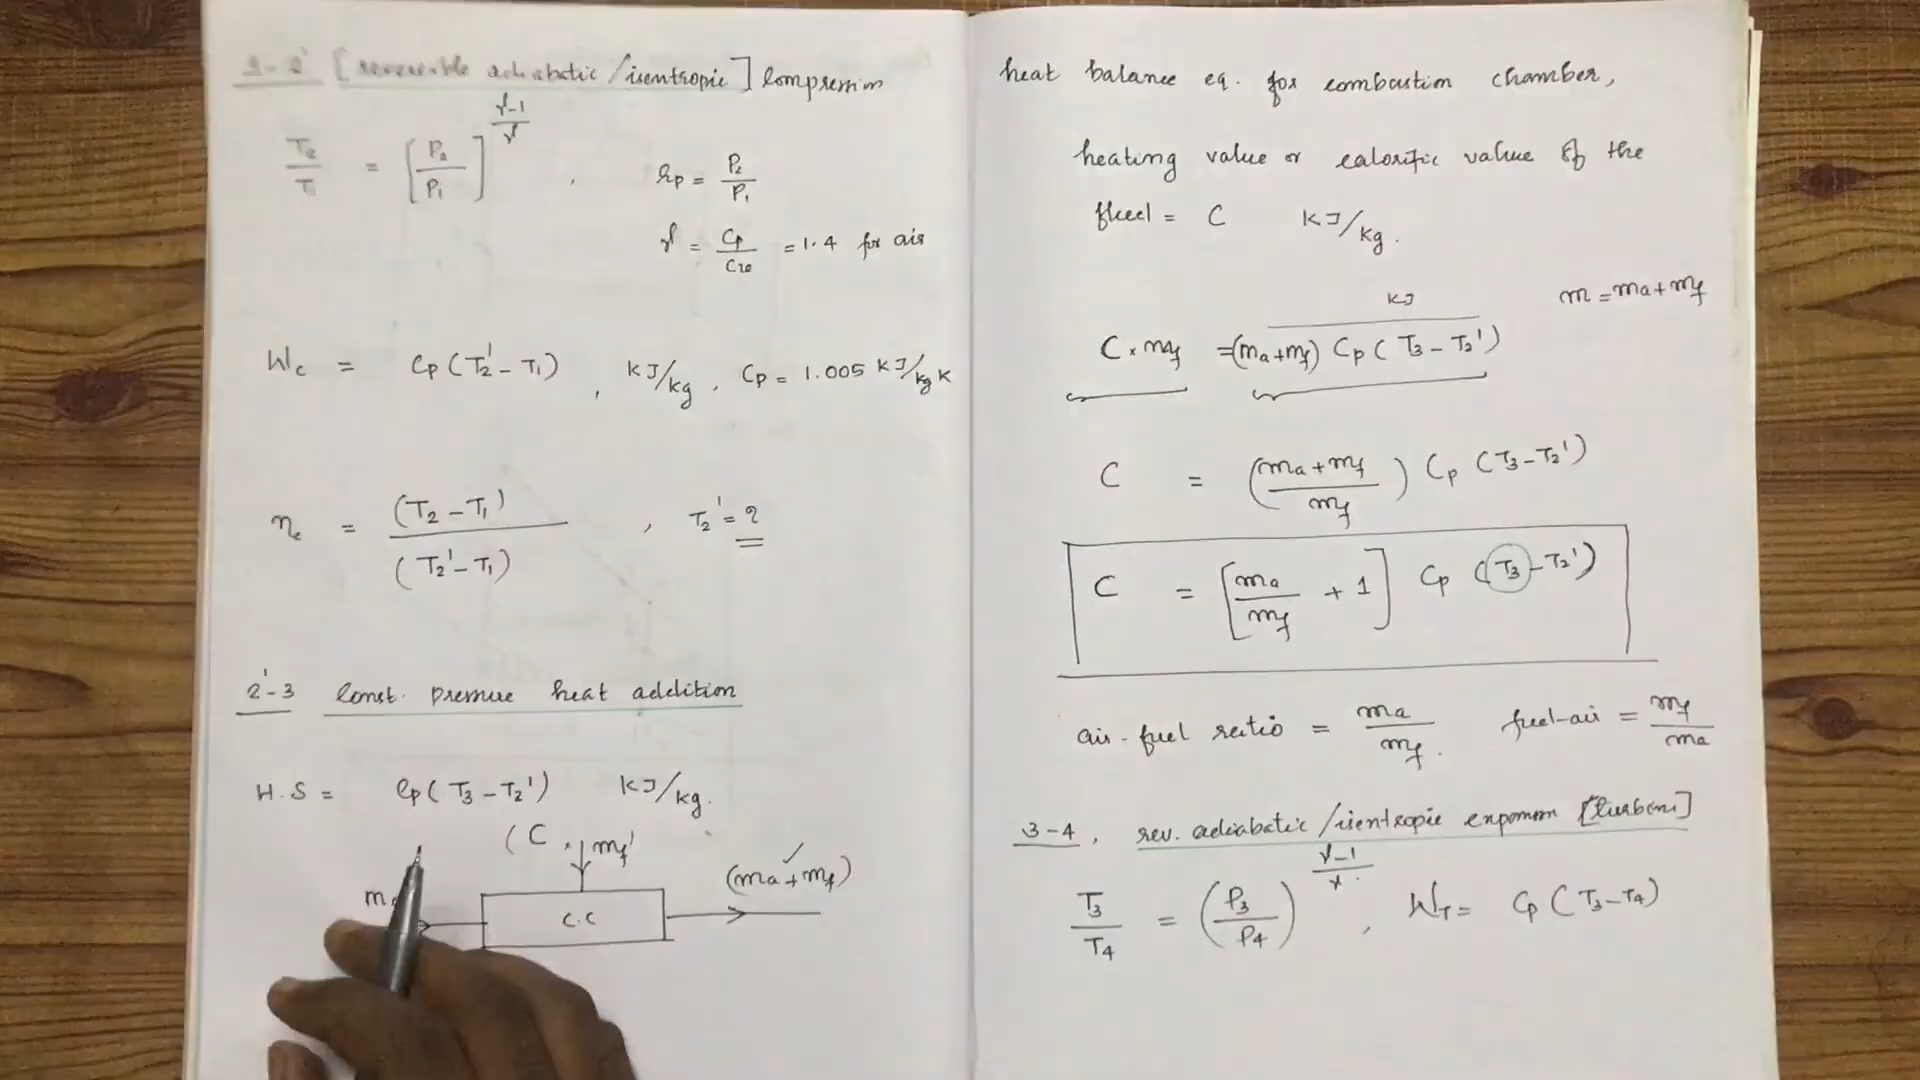 1-2' [reversible adiabatic/isentropic] compression
T2/T1 = [P2/P1]^(γ-1)/γ , rp = P2/P1
γ = Cp/Cv = 1.4 for air
Wc = Cp(T2' - T1) , KJ/kg , Cp = 1.005 KJ/kg K
ηc = (T2 - T1)/(T2' - T1) , T2' = ?
2'-3 Const. pressure heat addition
H.S = Cp(T3 - T2') KJ/kg.
(C × mf)
(ma + mf) ✓
C.C
heat balance eq. for combustion chamber,
heating value or calorific value of the
fuel = C KJ/kg.
KJ
m = ma + mf
C × mf = (ma+mf) Cp (T3 - T2')
C = (ma + mf / mf) Cp (T3 - T2')
C = [ma/mf + 1] Cp (T3 - T2')
air-fuel ratio = ma/mf. fuel-air = mf/ma
3-4, rev. adiabatic/isentropic expansion [turbine]
T3/T4 = (P3/P4)^(γ-1)/γ , WT = Cp (T3 - T4)